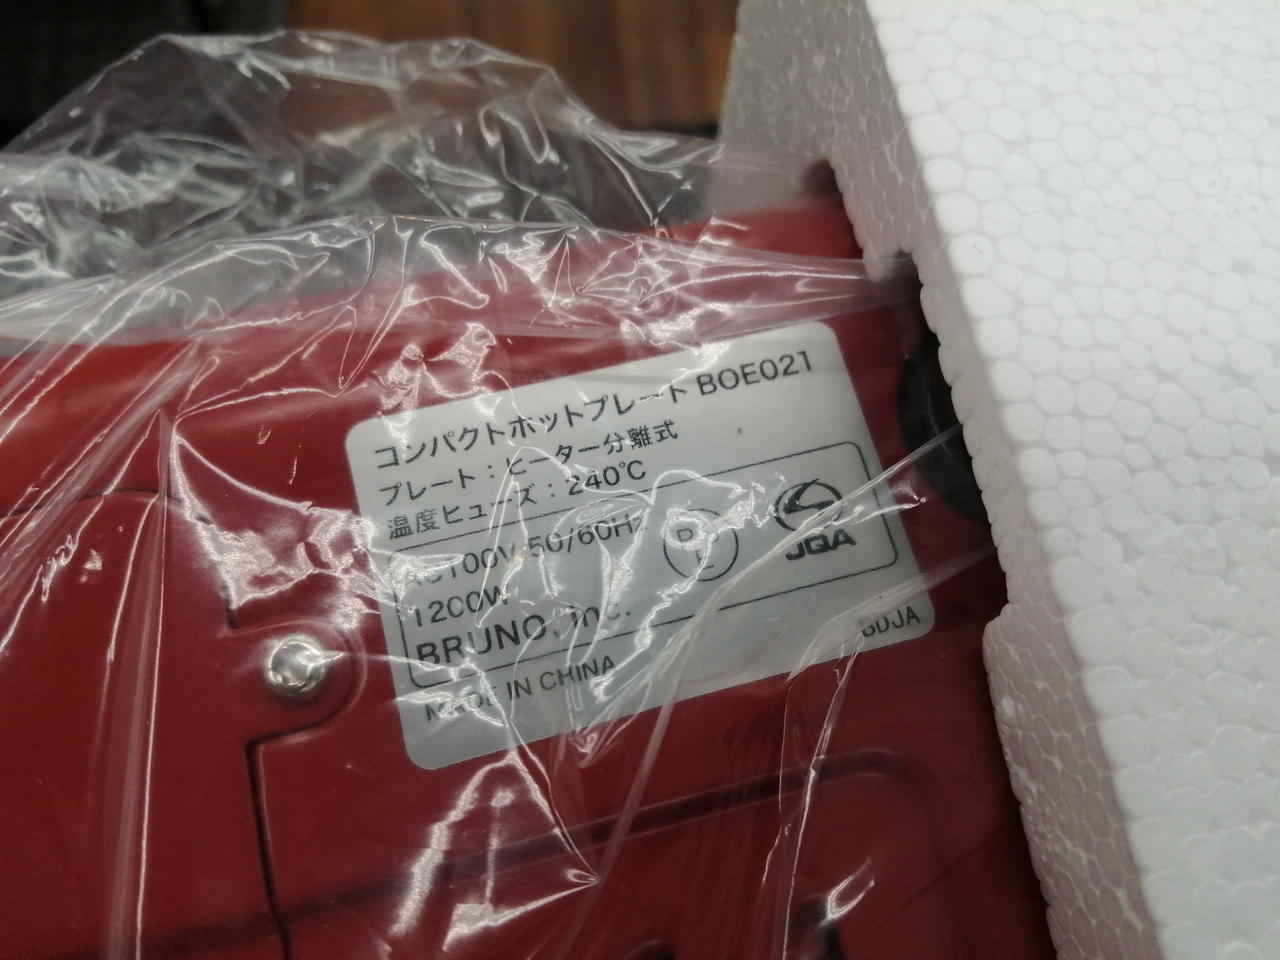 コンパクトホットプレート BOE021
プレート：ヒーター分離式
温度ヒューズ：240℃
AC100V 50/60Hz
1200W
BRUNO, inc.
PS
E
JQA
MADE IN CHINA